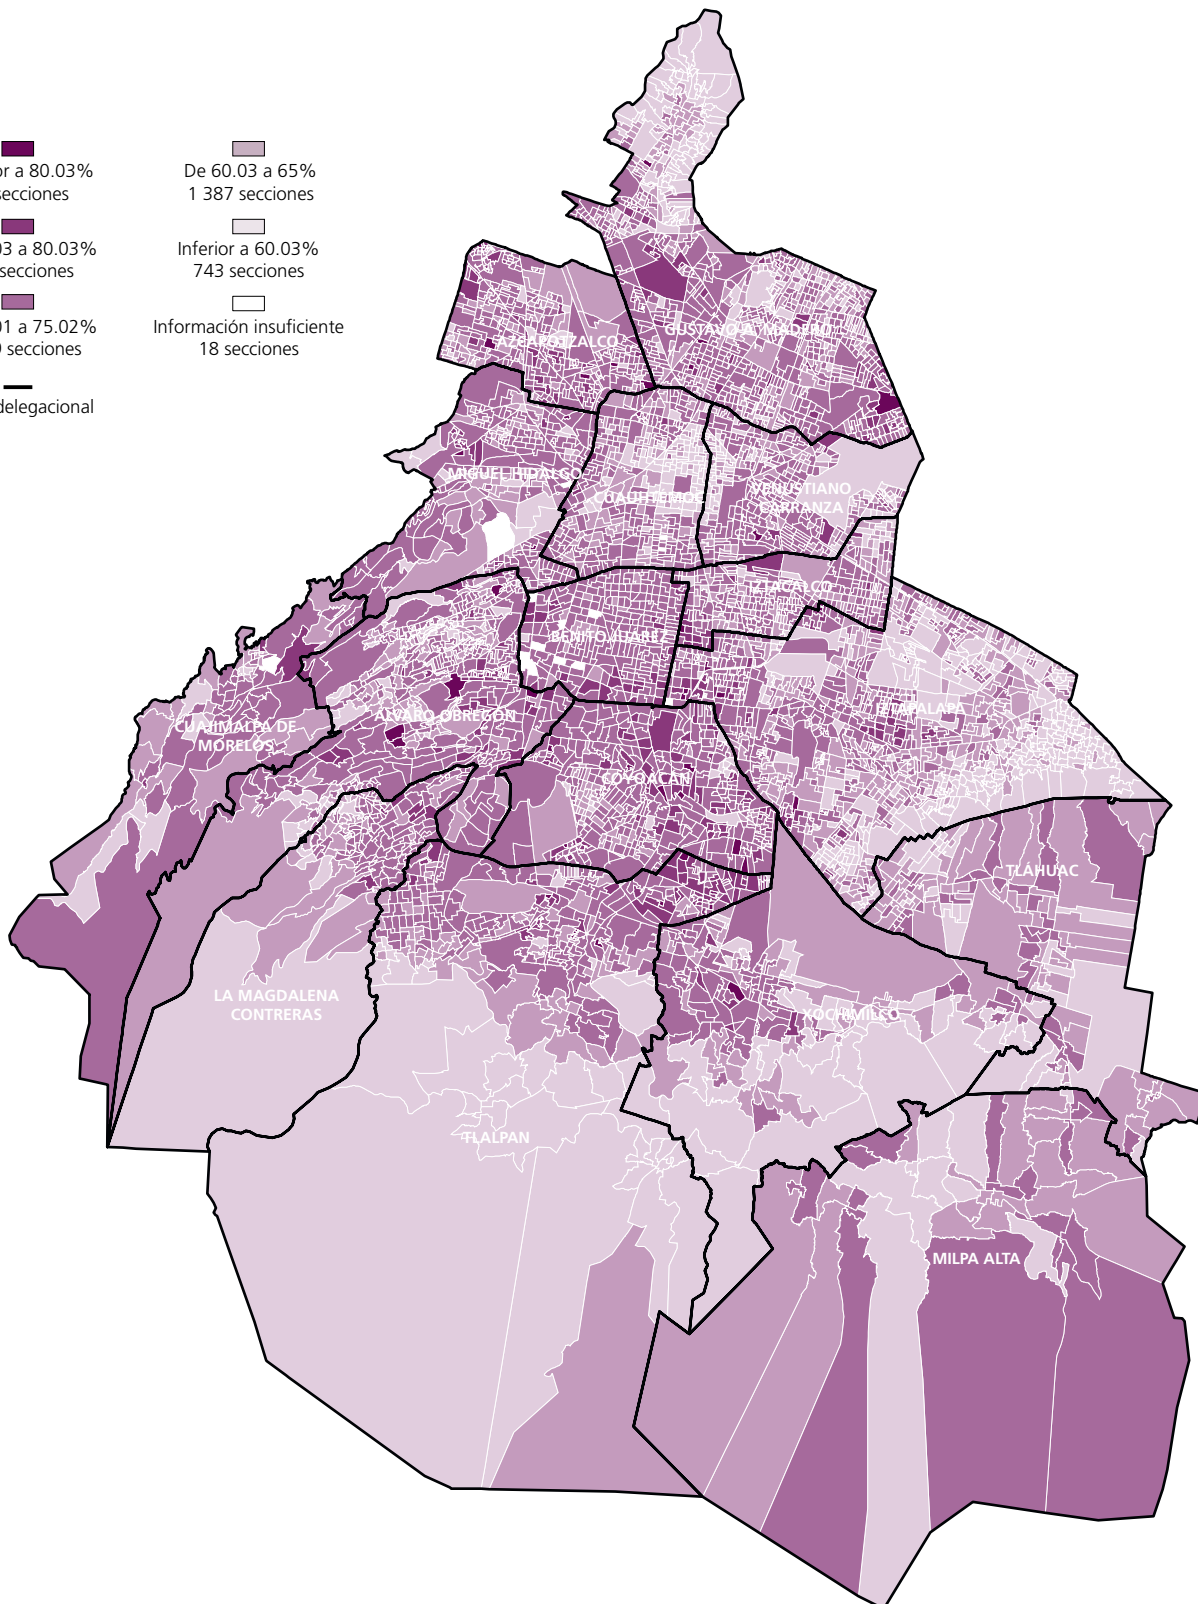 r a 80.03%
secciones
03 a 80.03%
secciones
01 a 75.02%
secciones
delegacional
De 60.03 a 65%
1 387 secciones
Inferior a 60.03%
743 secciones
Información insuficiente
18 secciones
GUSTAVO A. MADERO
AZCAPOTZALCO
MIGUEL HIDALGO
CUAUHTÉMOC
VENUSTIANO
CARRANZA
IZTACALCO
BENITO JUÁREZ
IZTAPALAPA
ÁLVARO OBREGÓN
CUAJIMALPA DE
MORELOS
COYOACÁN
TLÁHUAC
LA MAGDALENA
CONTRERAS
XOCHIMILCO
TLALPAN
MILPA ALTA